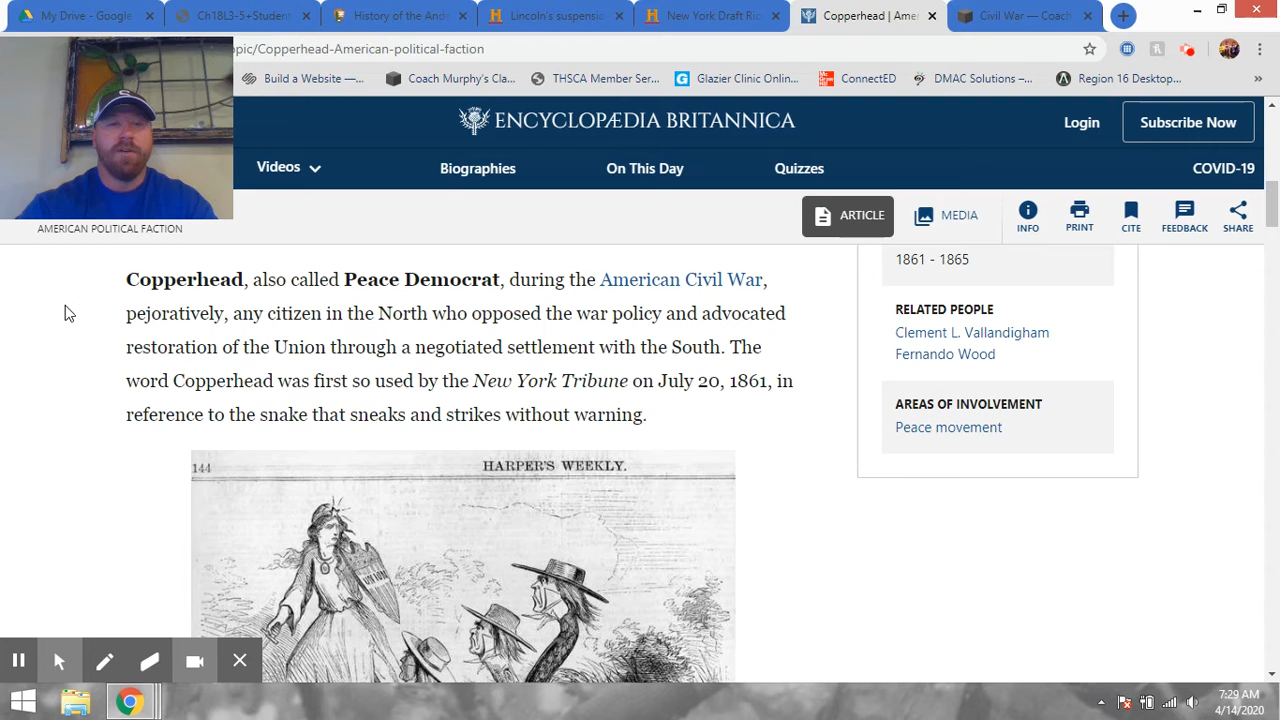 My Drive - Google
Ch18L3-5+Student
History of the And
Lincoln's suspensio
New York Draft Rio
Copperhead | Amer
Civil War — Coach
opic/Copperhead-American-political-faction
Build a Website —...
Coach Murphy's Cla...
THSCA Member Ser...
Glazier Clinic Onlin...
ConnectED
DMAC Solutions –...
Region 16 Desktop...
»
ENCYCLOPÆDIA BRITANNICA
Login
Subscribe Now
Videos
Biographies
On This Day
Quizzes
COVID-19
ARTICLE
MEDIA
INFO
PRINT
CITE
FEEDBACK
SHARE
AMERICAN POLITICAL FACTION
Copperhead, also called Peace Democrat, during the American Civil War,
pejoratively, any citizen in the North who opposed the war policy and advocated
restoration of the Union through a negotiated settlement with the South. The
word Copperhead was first so used by the New York Tribune on July 20, 1861, in
reference to the snake that sneaks and strikes without warning.
1861 - 1865
RELATED PEOPLE
Clement L. Vallandigham
Fernando Wood
AREAS OF INVOLVEMENT
Peace movement
144
HARPER'S WEEKLY.
UNION
7:29 AM
4/14/2020